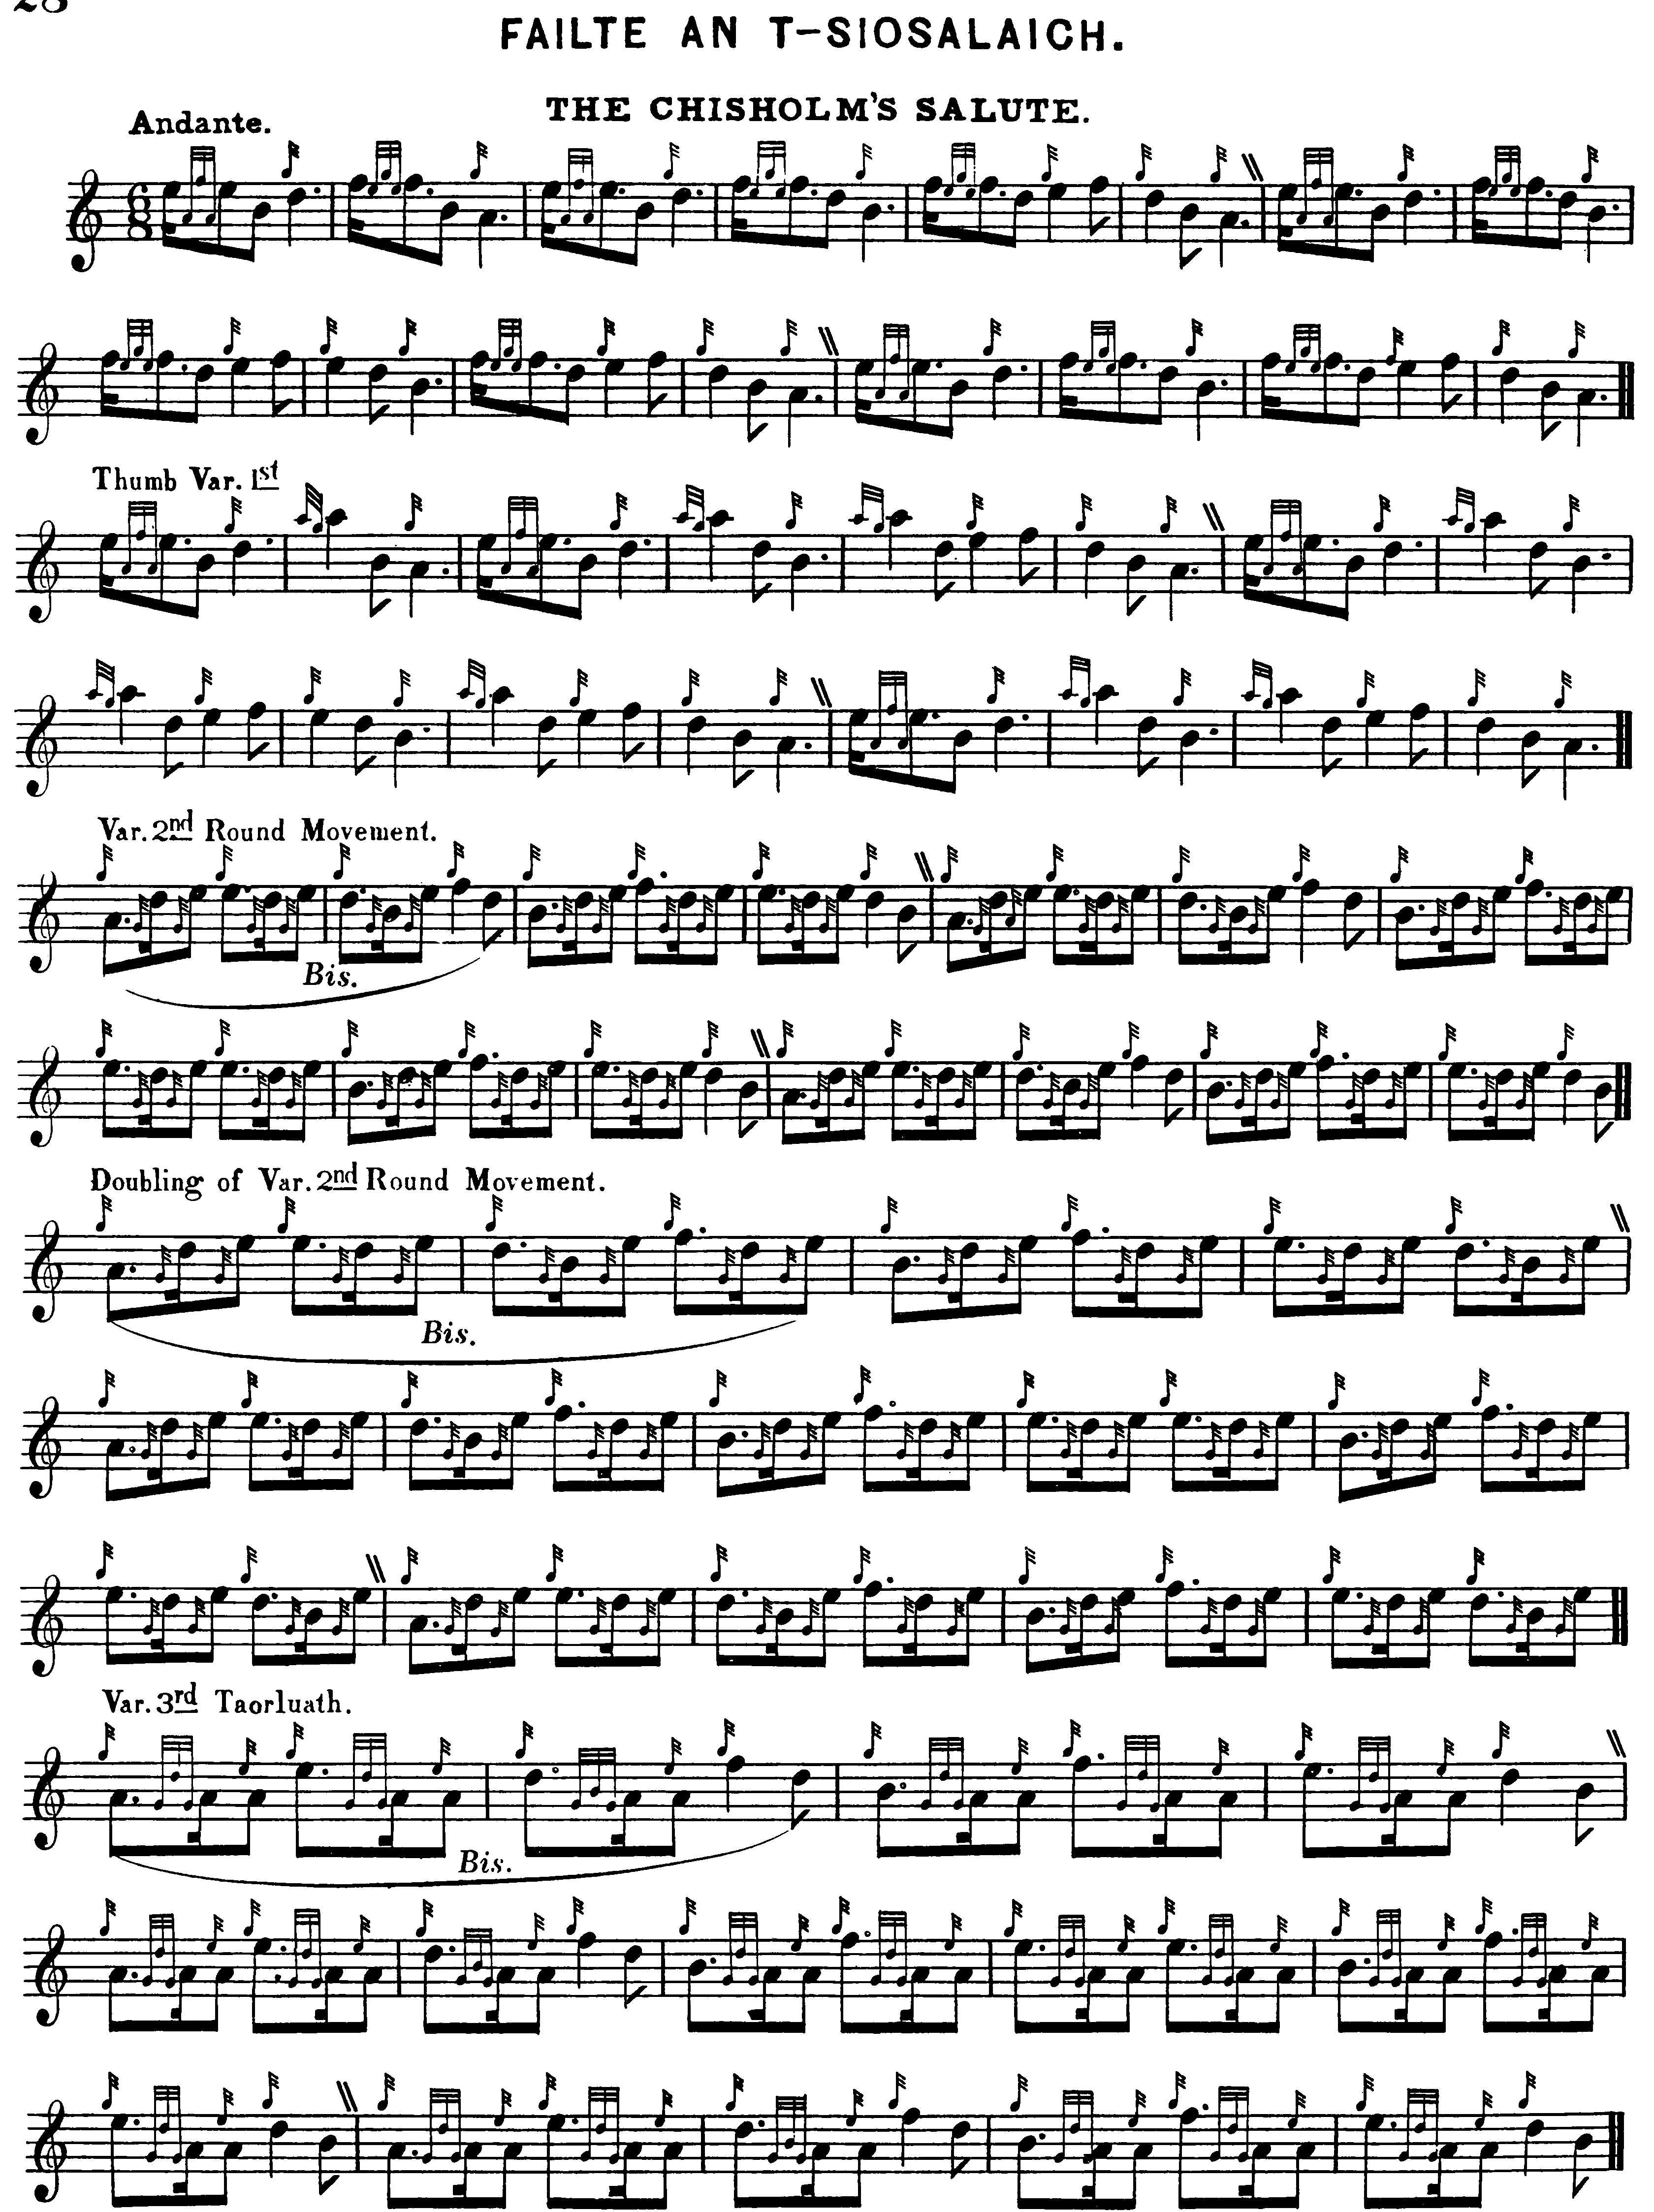 28
FAILTE AN T-SIOSALAICH.
THE CHISHOLM'S SALUTE.
Andante.
Thumb Var. 1st
Var. 2nd Round Movement.
Bis.
Doubling of Var. 2nd Round Movement.
Bis.
Var. 3rd Taorluath.
Bis.